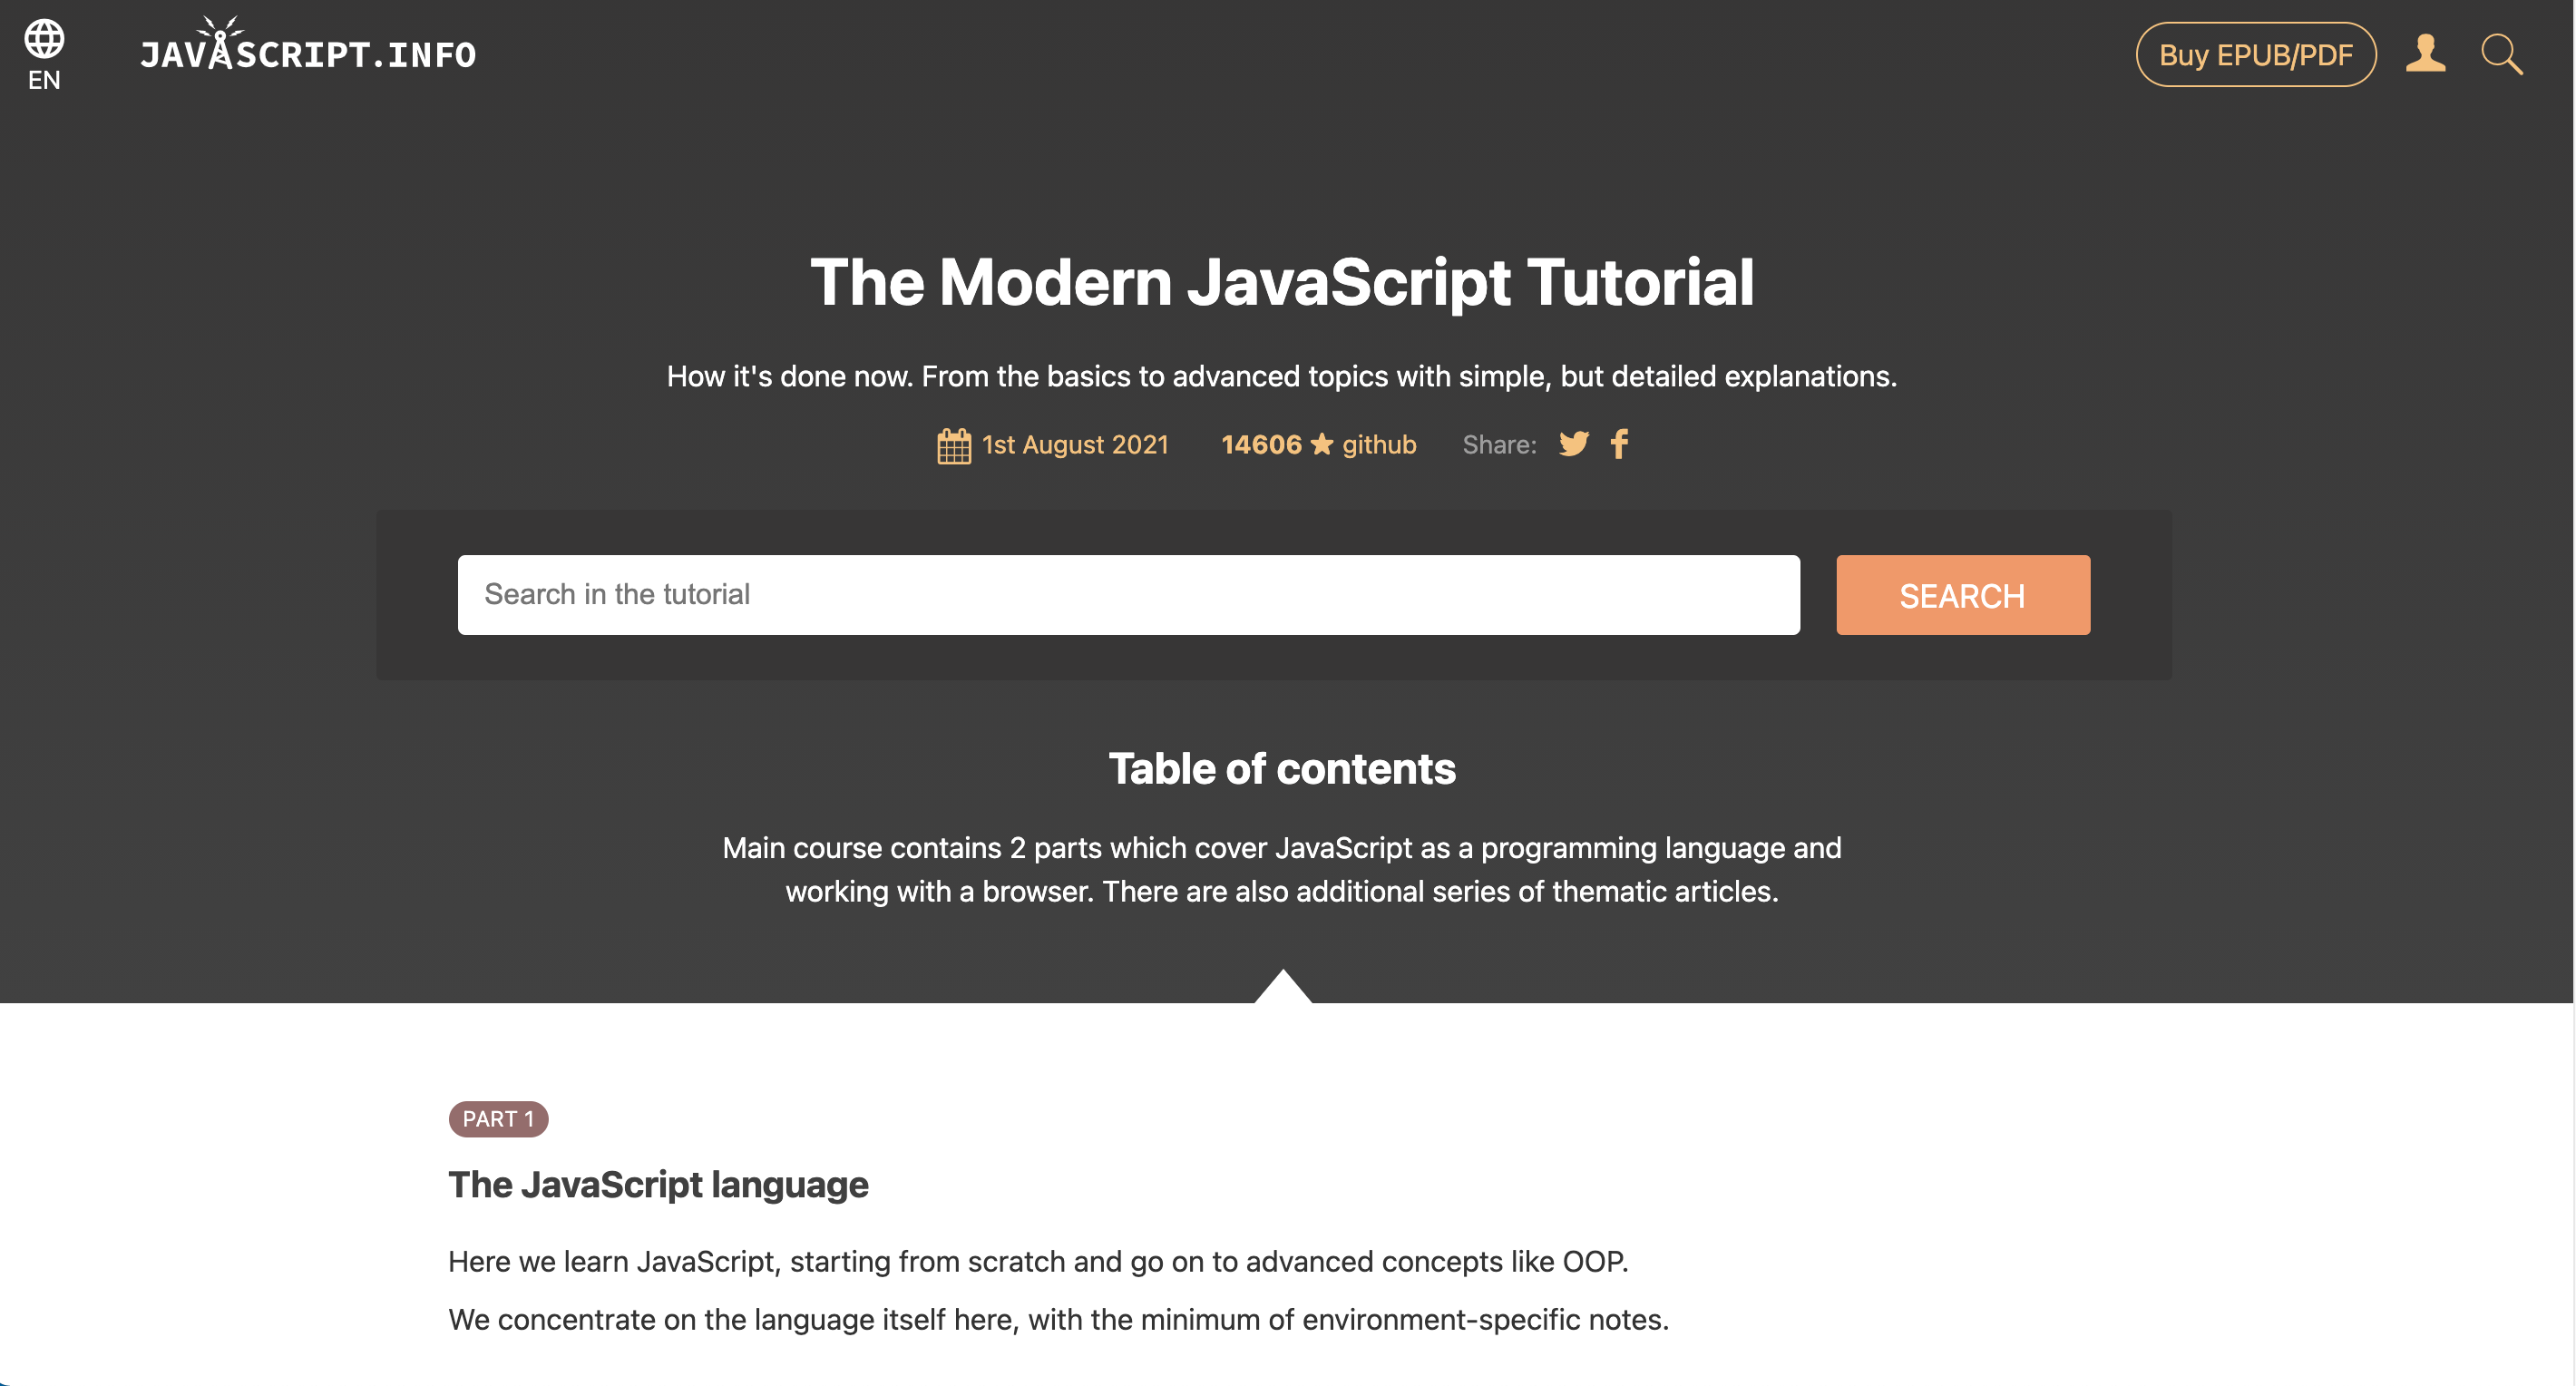 EN
JAVASCRIPT.INFO
Buy EPUB/PDF
The Modern JavaScript Tutorial
How it's done now. From the basics to advanced topics with simple, but detailed explanations.
1st August 2021 14606 ★ github Share:
Search in the tutorial
SEARCH
Table of contents
Main course contains 2 parts which cover JavaScript as a programming language and
working with a browser. There are also additional series of thematic articles.
PART 1
The JavaScript language
Here we learn JavaScript, starting from scratch and go on to advanced concepts like OOP.
We concentrate on the language itself here, with the minimum of environment-specific notes.